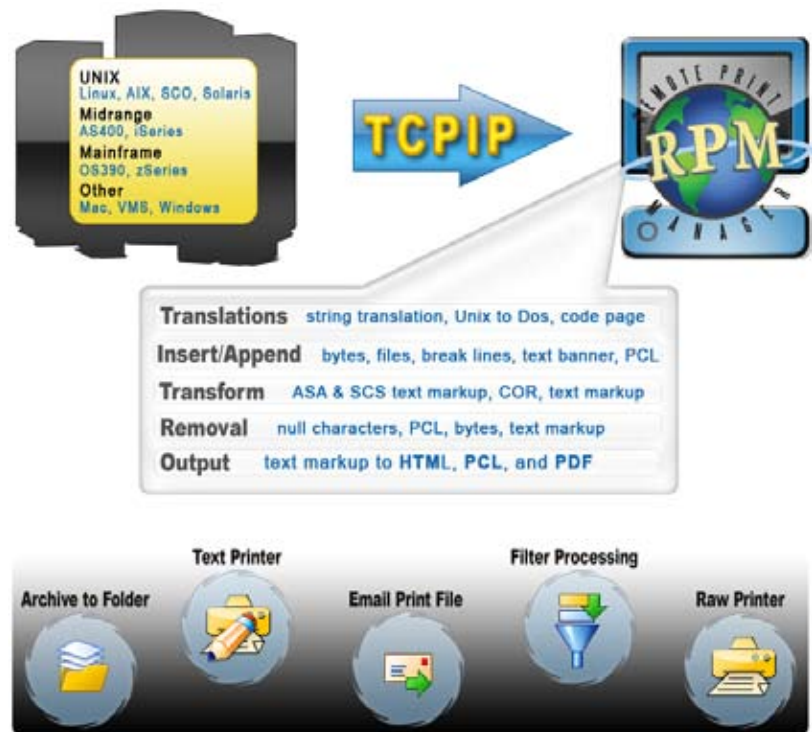 UNIX
Linux, AIX, SCO, Solaris
Midrange
AS400, iSeries
Mainframe
OS390, zSeries
Other
Mac, VMS, Windows
TCPIP
REMOTE PRINT
RPM
MANAGER
Translations string translation, Unix to Dos, code page
Insert/Append bytes, files, break lines, text banner, PCL
Transform ASA & SCS text markup, COR, text markup
Removal null characters, PCL, bytes, text markup
Output text markup to HTML, PCL, and PDF
Archive to Folder
Text Printer
Email Print File
Filter Processing
Raw Printer